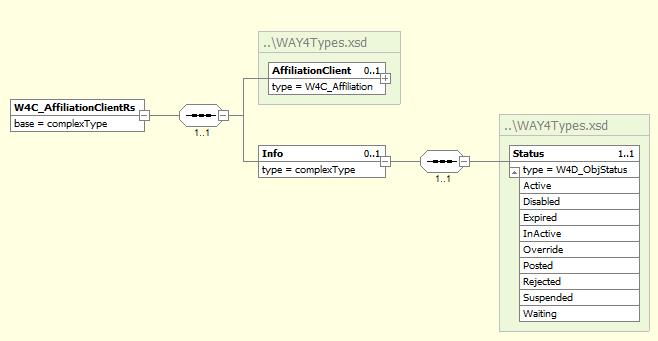 ..\WAY4Types.xsd
AffiliationClient 0..1
type = W4C_Affiliation
W4C_AffiliationClientRs
base = complexType
1..1
..\WAY4Types.xsd
Info 0..1
type = complexType
1..1
Status 1..1
type = W4D_ObjStatus
Active
Disabled
Expired
InActive
Override
Posted
Rejected
Suspended
Waiting